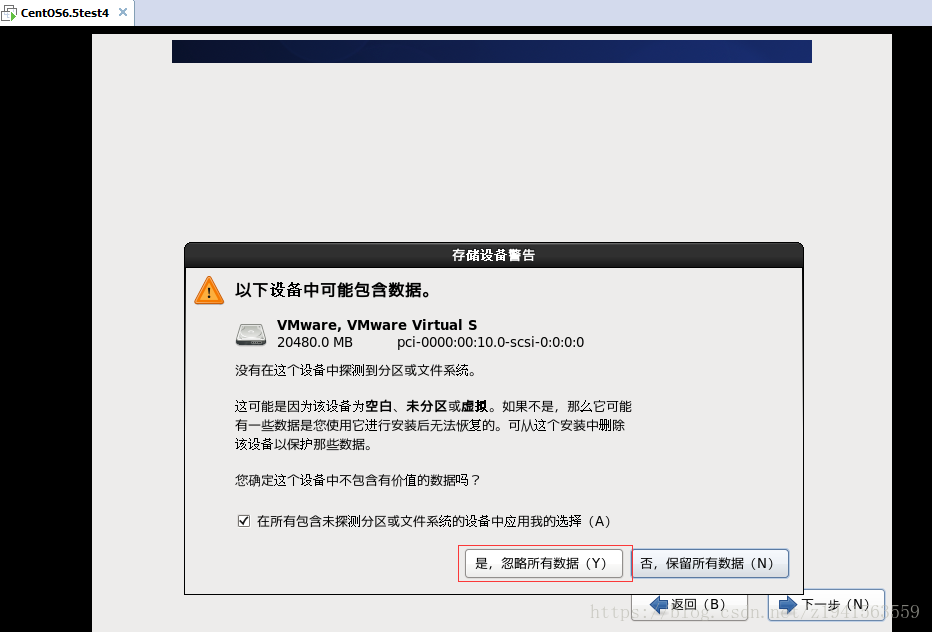 CentOS6.5test4
存储设备警告
以下设备中可能包含数据。
VMware, VMware Virtual S
20480.0 MB pci-0000:00:10.0-scsi-0:0:0:0
没有在这个设备中探测到分区或文件系统。
这可能是因为该设备为空白、未分区或虚拟。如果不是，那么它可能
有一些数据是您使用它进行安装后无法恢复的。可从这个安装中删除
该设备以保护那些数据。
您确定这个设备中不包含有价值的数据吗？
在所有包含未探测分区或文件系统的设备中应用我的选择（A）
是，忽略所有数据（Y） 否，保留所有数据（N）
返回（B） 下一步（N）